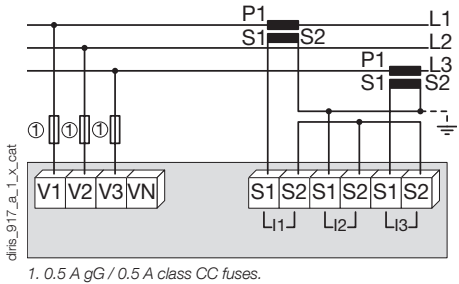 P1 L1
S1 S2 L2
P1 L3
S1 S2
① ① ①
V1 V2 V3 VN S1 S2 S1 S2 S1 S2
I1 I2 I3
diris_917_a_1_x_cat
1. 0.5 A gG / 0.5 A class CC fuses.